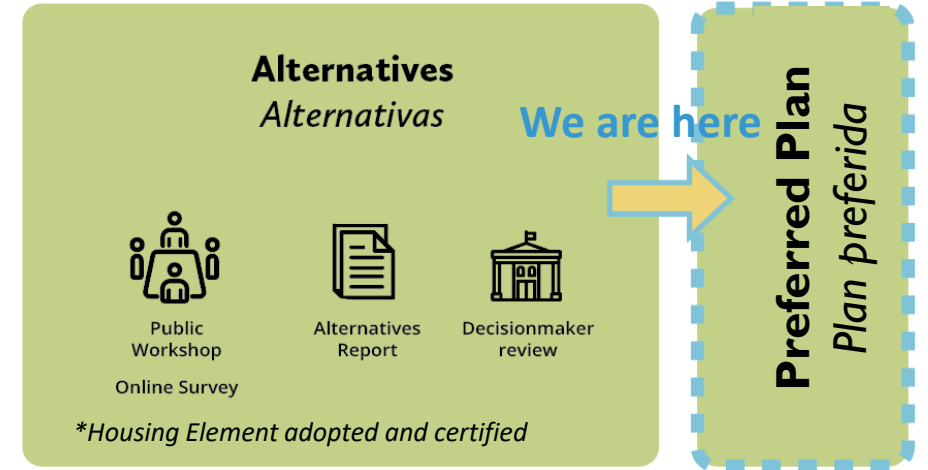 Alternatives
Alternativas
We are here
Public
Workshop
Online Survey
Alternatives
Report
Decisionmaker
review
*Housing Element adopted and certified
Preferred Plan
Plan preferida